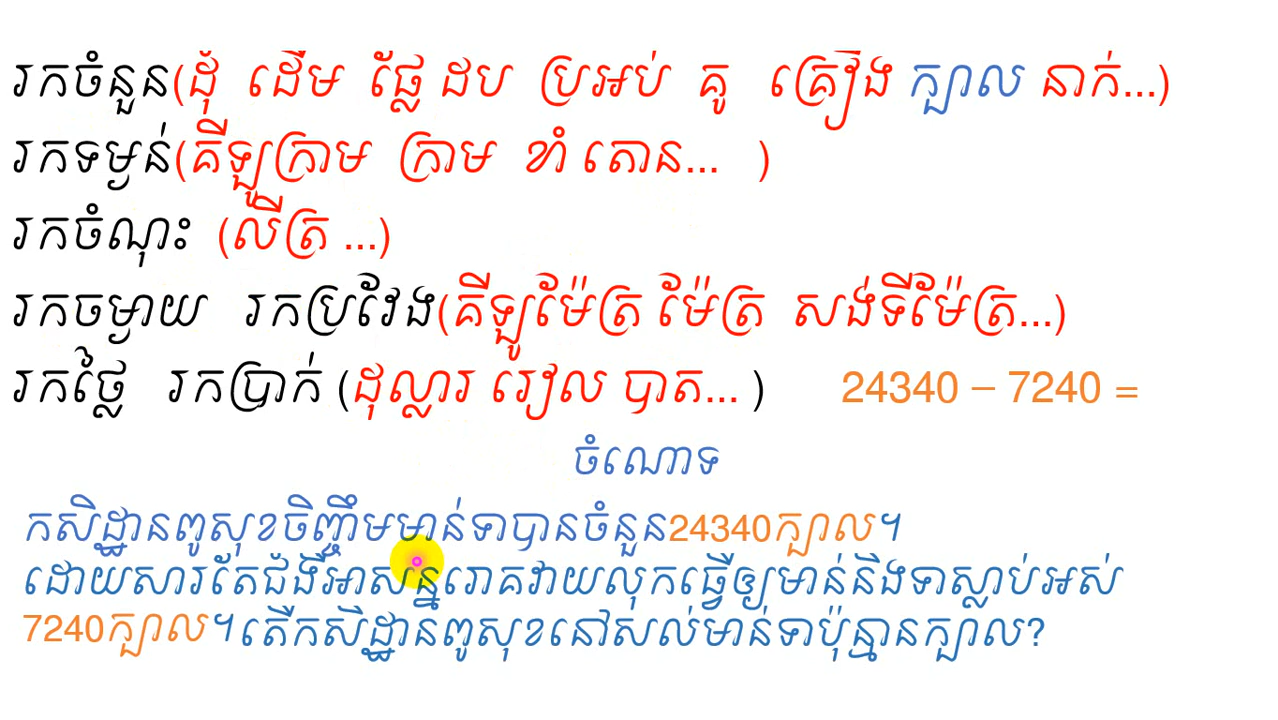 រកចំនួន(ដុំ ដើម ផ្លែ ដប ប្រអប់ គូ គ្រឿង ក្បាល នាក់...)
រកទម្ងន់(គីឡូក្រាម ក្រាម ខាំ តោន... )
រកចំណុះ (លីត្រ ...)
រកចម្ងាយ រកប្រវែង(គីឡូម៉ែត្រ ម៉ែត្រ សង់ទីម៉ែត្រ...)
រកថ្លៃ រកប្រាក់ (ដុល្លារ រៀល បាត... ) 24340 – 7240 =
ចំណោទ
កសិដ្ឋានពូសុខចិញ្ចឹមមាន់ទាបានចំនួន24340ក្បាល។
ដោយសារតែជំងឺអាសន្នរោគវាយលុកធ្វើឲ្យមាន់និងទាស្លាប់អស់
7240ក្បាល។តើកសិដ្ឋានពូសុខនៅសល់មាន់ទាប៉ុន្មានក្បាល?